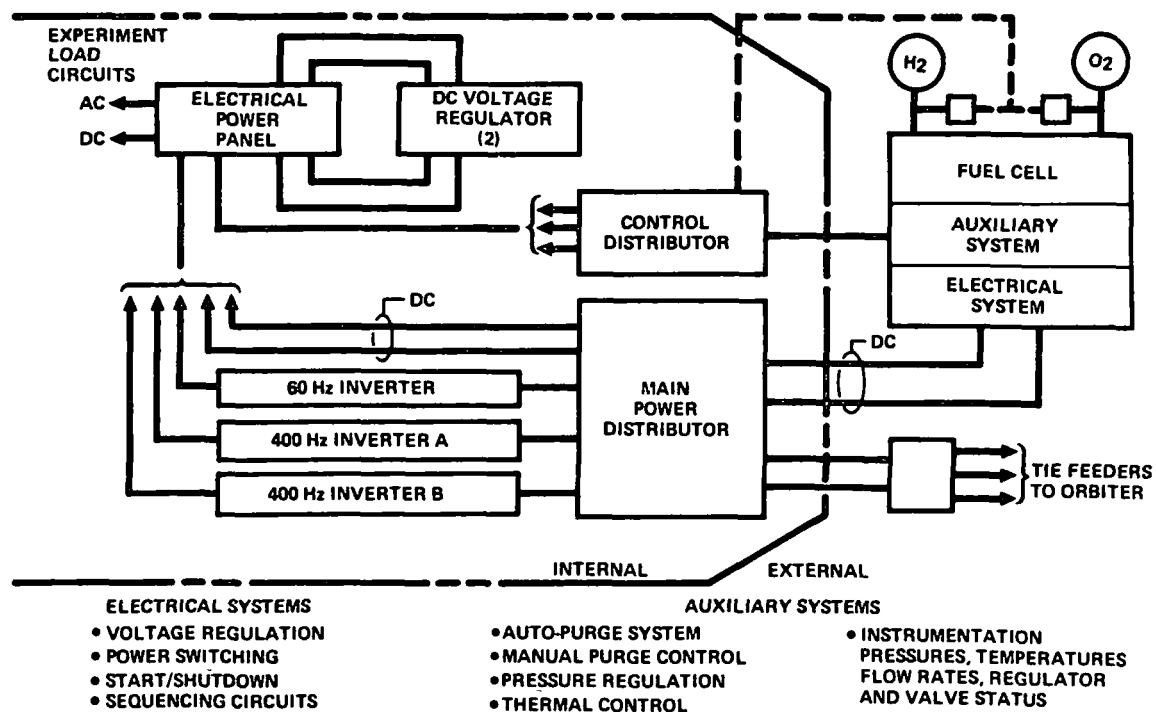 EXPERIMENT
LOAD
CIRCUITS
AC
DC
ELECTRICAL
POWER
PANEL
DC VOLTAGE
REGULATOR
(2)
H2
O2
FUEL CELL
AUXILIARY
SYSTEM
ELECTRICAL
SYSTEM
CONTROL
DISTRIBUTOR
DC
DC
60 Hz INVERTER
400 Hz INVERTER A
400 Hz INVERTER B
MAIN
POWER
DISTRIBUTOR
TIE FEEDERS
TO ORBITER
INTERNAL
EXTERNAL
ELECTRICAL SYSTEMS
• VOLTAGE REGULATION
• POWER SWITCHING
• START/SHUTDOWN
• SEQUENCING CIRCUITS
AUXILIARY SYSTEMS
• AUTO-PURGE SYSTEM
• MANUAL PURGE CONTROL
• PRESSURE REGULATION
• THERMAL CONTROL
• INSTRUMENTATION
PRESSURES, TEMPERATURES
FLOW RATES, REGULATOR
AND VALVE STATUS